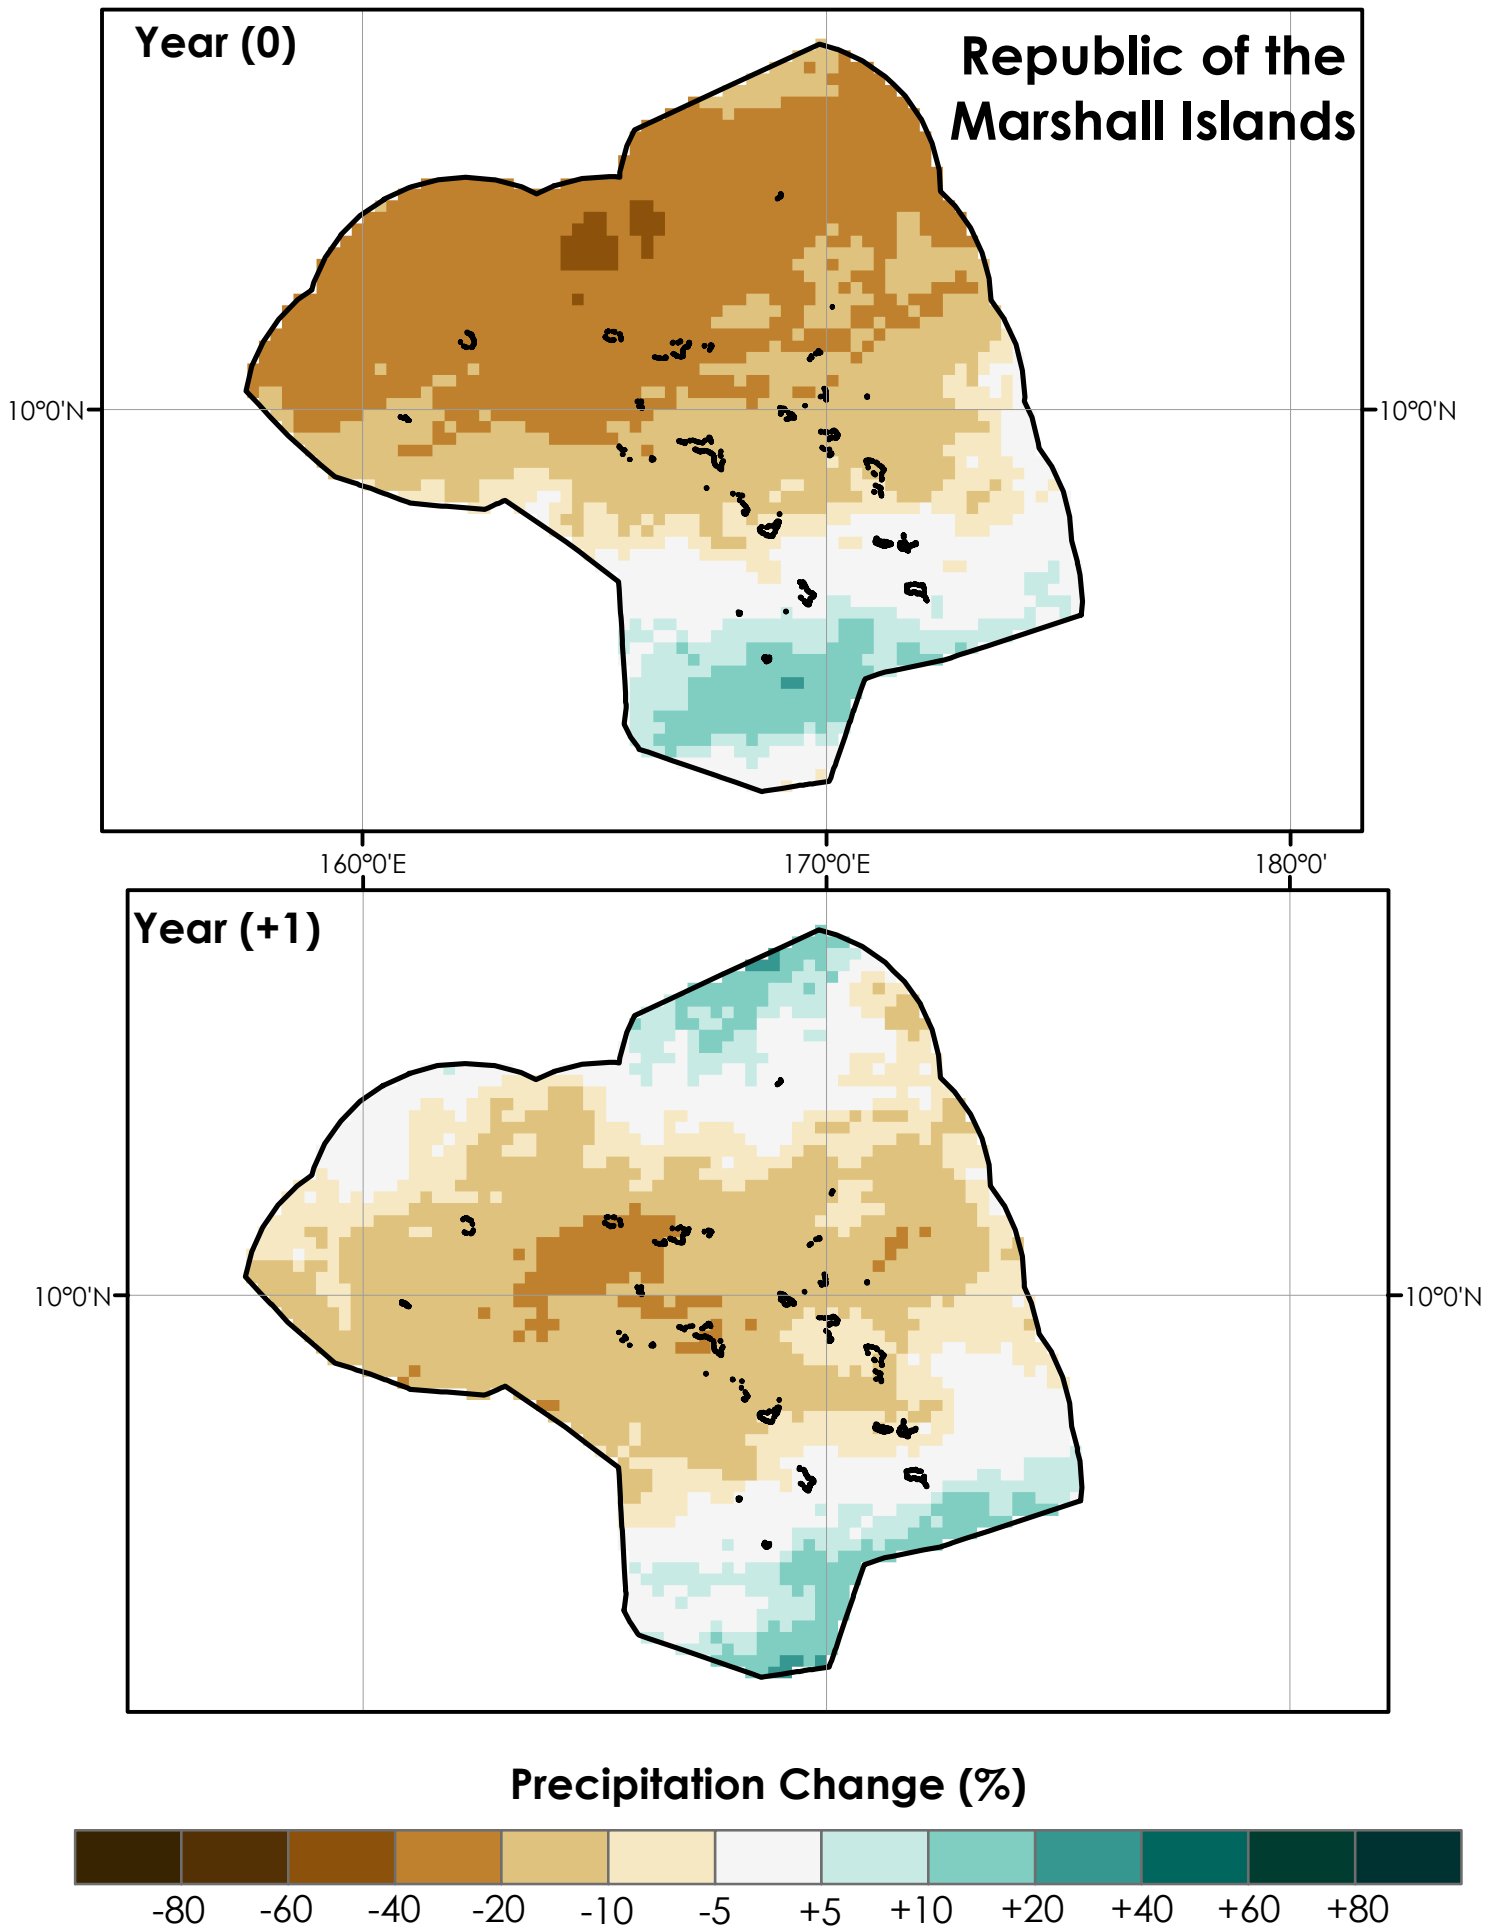 Year (0)
Republic of the
Marshall Islands
10°0'N
10°0'N
160°0'E
170°0'E
180°0'
Year (+1)
10°0'N
10°0'N
Precipitation Change (%)
-80 -60 -40 -20 -10 -5 +5 +10 +20 +40 +60 +80